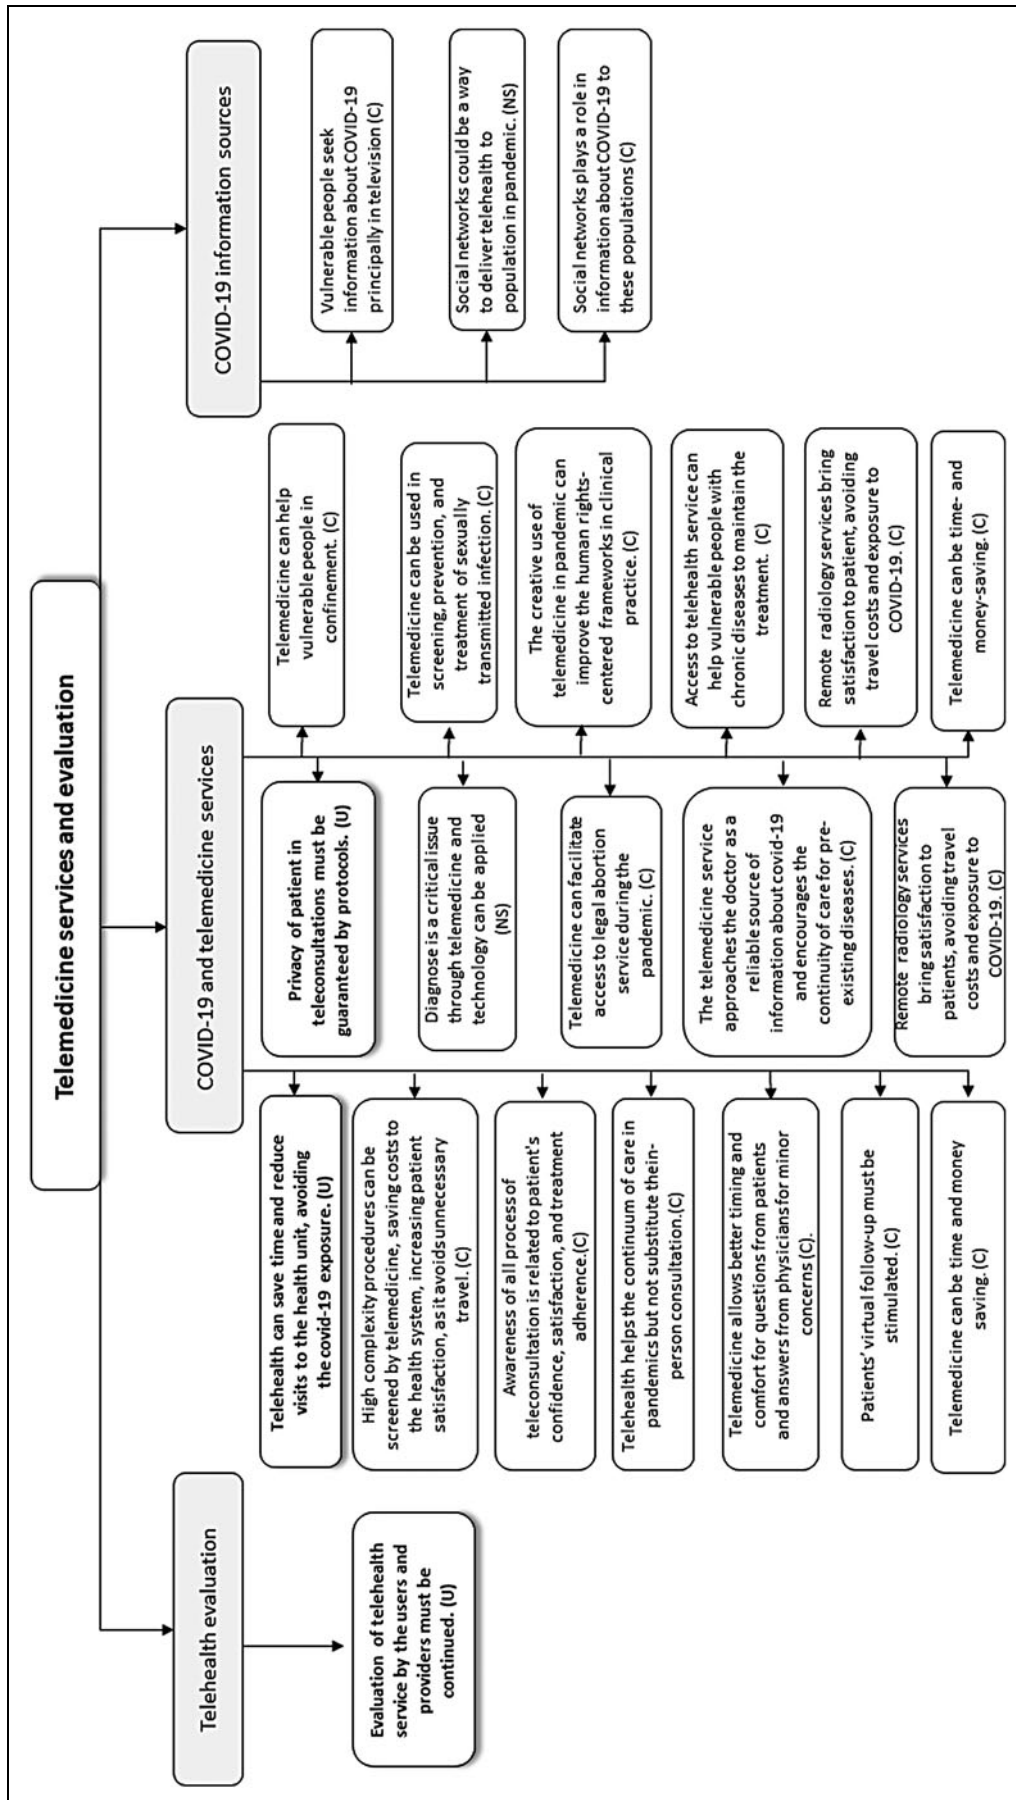 Telemedicine services and evaluation
Telehealth evaluation
Evaluation of telehealth
service by the users and
providers must be
continued. (U)
COVID-19 and telemedicine services
Telehealth can save time and reduce
visits to the health unit, avoiding
the covid-19 exposure. (U)
High complexity procedures can be
screened by telemedicine, saving costs to
the health system, increasing patient
satisfaction, as it avoids unnecessary
travel. (C)
Awareness of all process of
teleconsultation is related to patient's
confidence, satisfaction, and treatment
adherence.(C)
Telehealth helps the continuum of care in
pandemics but not substitute thein-
person consultation.(C)
Telemedicine allows better timing and
comfort for questions from patients
and answers from physicians for minor
concerns (C).
Patients' virtual follow-up must be
stimulated. (C)
Telemedicine can be time and money
saving. (C)
Privacy of patient in
teleconsultations must be
guaranteed by protocols. (U)
Diagnose is a critical issue
through telemedicine and
technology can be applied
(NS)
Telemedicine can facilitate
access to legal abortion
service during the
pandemic. (C)
The telemedicine service
approaches the doctor as a
reliable source of
information about covid-19
and encourages the
continuity of care for pre-
existing diseases. (C)
Remote radiology services
bring satisfaction to
patients, avoiding travel
costs and exposure to
COVID-19. (C)
Telemedicine can help
vulnerable people in
confinement. (C)
Telemedicine can be used in
screening, prevention, and
treatment of sexually
transmitted infection. (C)
The creative use of
telemedicine in pandemic can
improve the human rights-
centered frameworks in clinical
practice. (C)
Access to telehealth service can
help vulnerable people with
chronic diseases to maintain the
treatment. (C)
Remote radiology services bring
satisfaction to patient, avoiding
travel costs and exposure to
COVID-19. (C)
Telemedicine can be time- and
money-saving. (C)
COVID-19 information sources
Vulnerable people seek
information about COVID-19
principally in television (C)
Social networks could be a way
to deliver telehealth to
population in pandemic. (NS)
Social networks plays a role in
information about COVID-19 to
these populations (C)